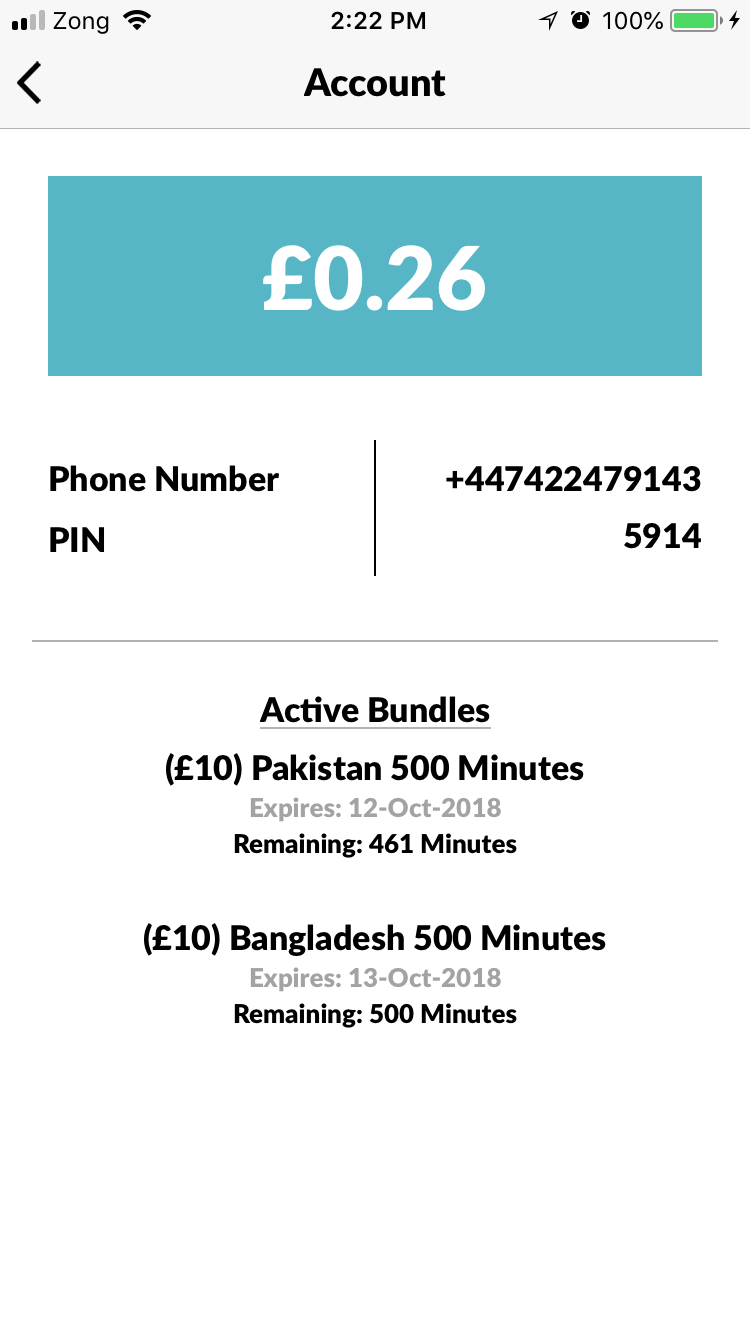 Zong 2:22 PM 100%
Account
£0.26
Phone Number +447422479143
PIN 5914
Active Bundles
(£10) Pakistan 500 Minutes
Expires: 12-Oct-2018
Remaining: 461 Minutes
(£10) Bangladesh 500 Minutes
Expires: 13-Oct-2018
Remaining: 500 Minutes